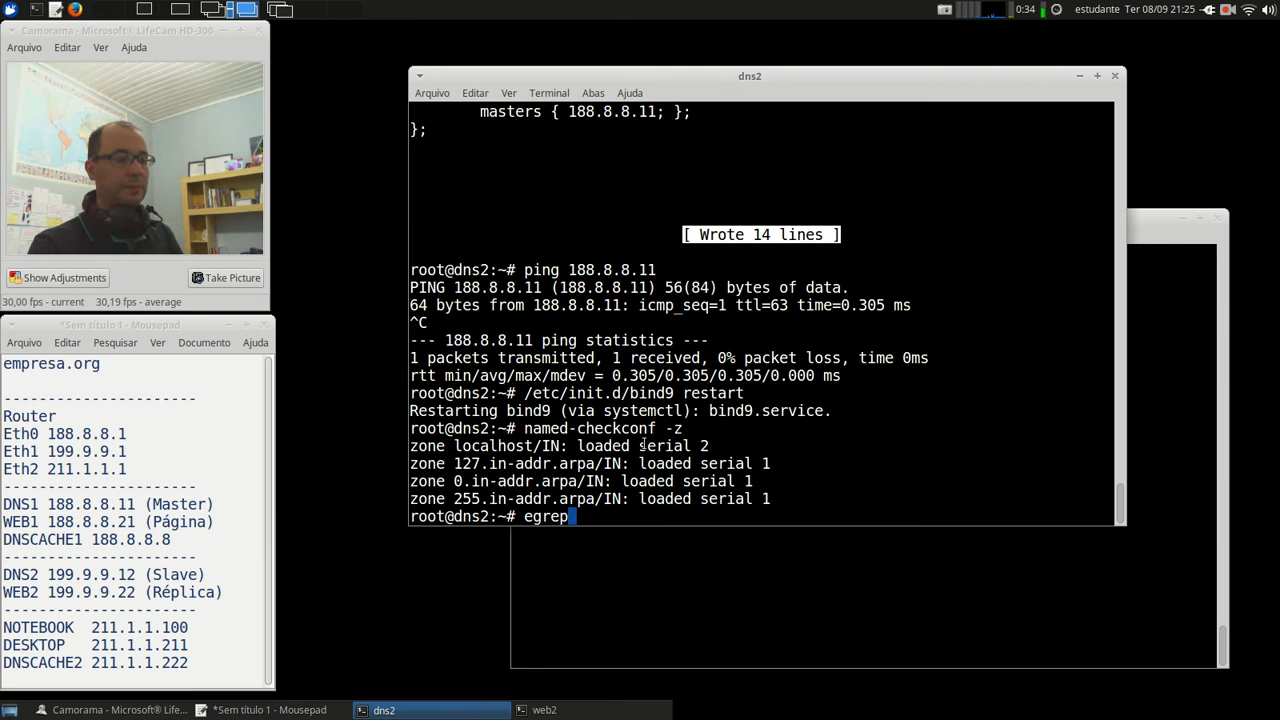 0:34
estudante Ter 08/09 21:25
Camorama - Microsoft® LifeCam HD-300
Arquivo Editar Ver Ajuda
Show Adjustments
Take Picture
30,00 fps - current 30,19 fps - average
*Sem título 1 - Mousepad
Arquivo Editar Pesquisar Ver Documento Ajuda
empresa.org
----------------------
Router
Eth0 188.8.8.1
Eth1 199.9.9.1
Eth2 211.1.1.1
----------------------
DNS1 188.8.8.11 (Master)
WEB1 188.8.8.21 (Página)
DNSCACHE1 188.8.8.8
----------------------
DNS2 199.9.9.12 (Slave)
WEB2 199.9.9.22 (Réplica)
----------------------
NOTEBOOK 211.1.1.100
DESKTOP 211.1.1.211
DNSCACHE2 211.1.1.222
dns2
Arquivo Editar Ver Terminal Abas Ajuda
masters { 188.8.8.11; };
};
[ Wrote 14 lines ]
root@dns2:~# ping 188.8.8.11
PING 188.8.8.11 (188.8.8.11) 56(84) bytes of data.
64 bytes from 188.8.8.11: icmp_seq=1 ttl=63 time=0.305 ms
^C
--- 188.8.8.11 ping statistics ---
1 packets transmitted, 1 received, 0% packet loss, time 0ms
rtt min/avg/max/mdev = 0.305/0.305/0.305/0.000 ms
root@dns2:~# /etc/init.d/bind9 restart
Restarting bind9 (via systemctl): bind9.service.
root@dns2:~# named-checkconf -z
zone localhost/IN: loaded serial 2
zone 127.in-addr.arpa/IN: loaded serial 1
zone 0.in-addr.arpa/IN: loaded serial 1
zone 255.in-addr.arpa/IN: loaded serial 1
root@dns2:~# egrep
Camorama - Microsoft® LifeC...
*Sem título 1 - Mousepad
dns2
web2